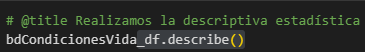 # @title Realizamos la descriptiva estadística
bdCondicionesVida_df.describe()